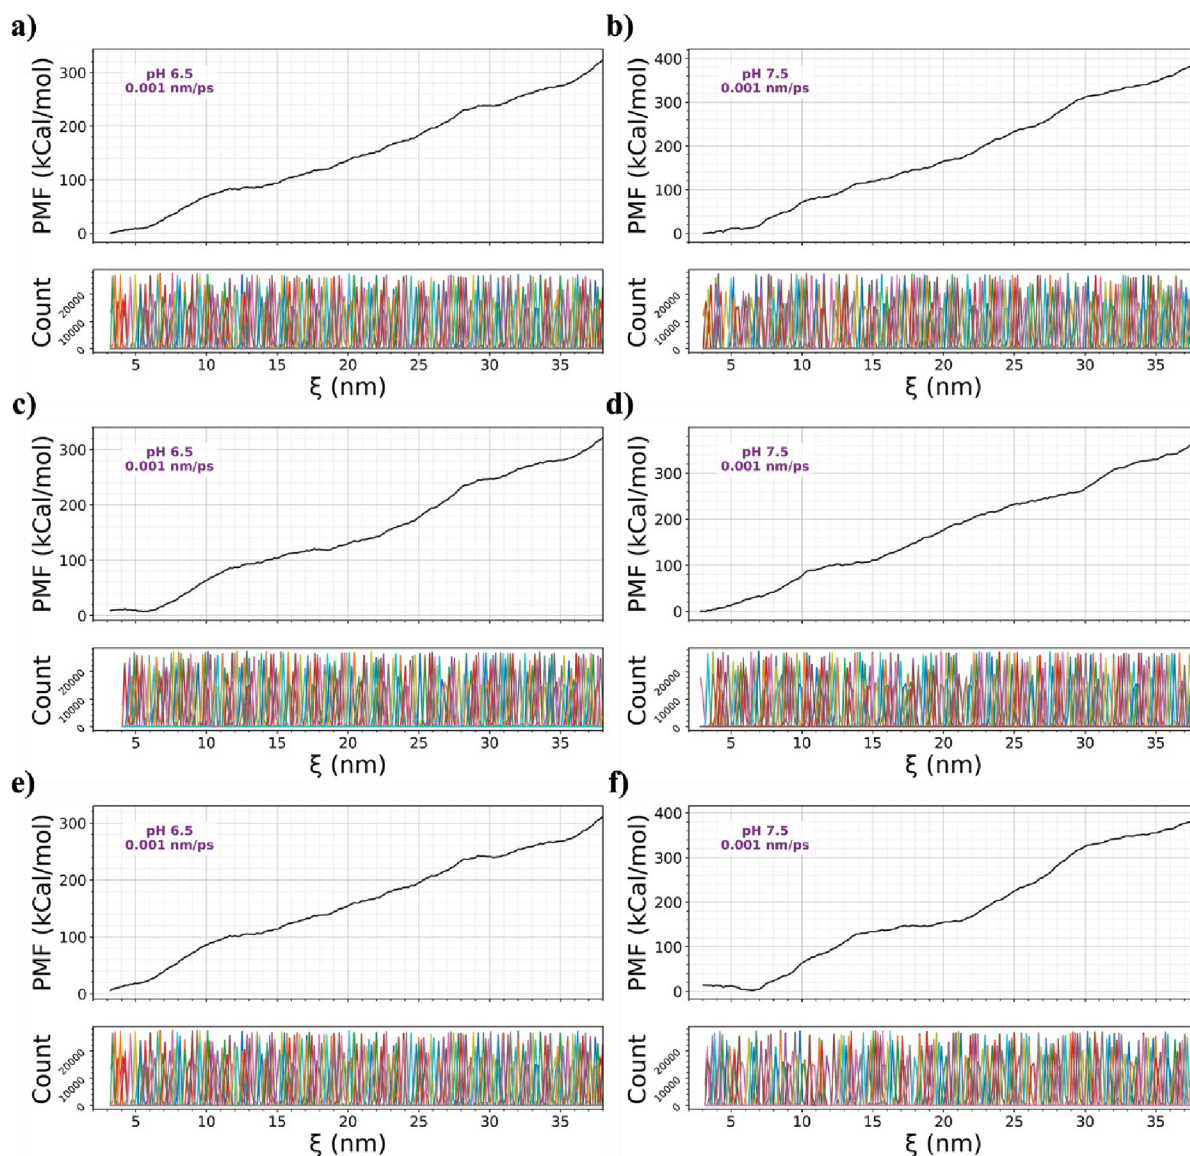 a)
PMF (kCal/mol)
300
200
100
0
pH 6.5
0.001 nm/ps
Count
20000
10000
0
5 10 15 20 25 30 35
ξ (nm)
b)
PMF (kCal/mol)
400
300
200
100
0
pH 7.5
0.001 nm/ps
Count
20000
10000
0
5 10 15 20 25 30 35
ξ (nm)
c)
PMF (kCal/mol)
300
200
100
0
pH 6.5
0.001 nm/ps
Count
20000
10000
0
5 10 15 20 25 30 35
ξ (nm)
d)
PMF (kCal/mol)
300
200
100
0
pH 7.5
0.001 nm/ps
Count
20000
10000
0
5 10 15 20 25 30 35
ξ (nm)
e)
PMF (kCal/mol)
300
200
100
0
pH 6.5
0.001 nm/ps
Count
20000
10000
0
5 10 15 20 25 30 35
ξ (nm)
f)
PMF (kCal/mol)
400
300
200
100
0
pH 7.5
0.001 nm/ps
Count
20000
10000
0
5 10 15 20 25 30 35
ξ (nm)